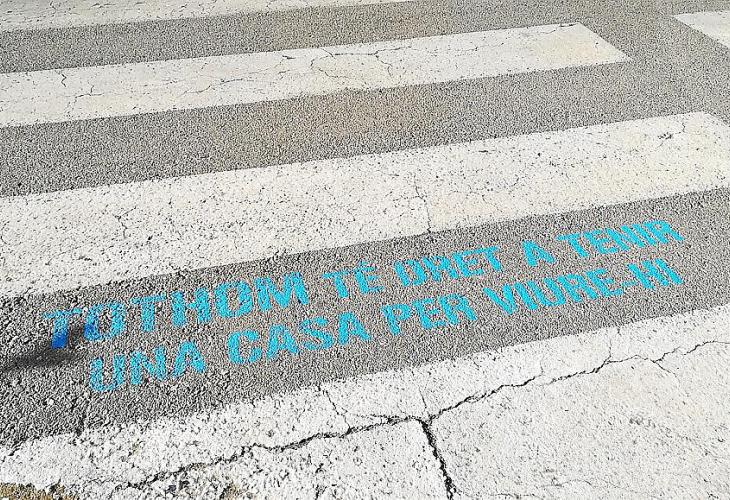 TOTHOM TÉ DRET A TENIR
UNA CASA PER VIURE-HI